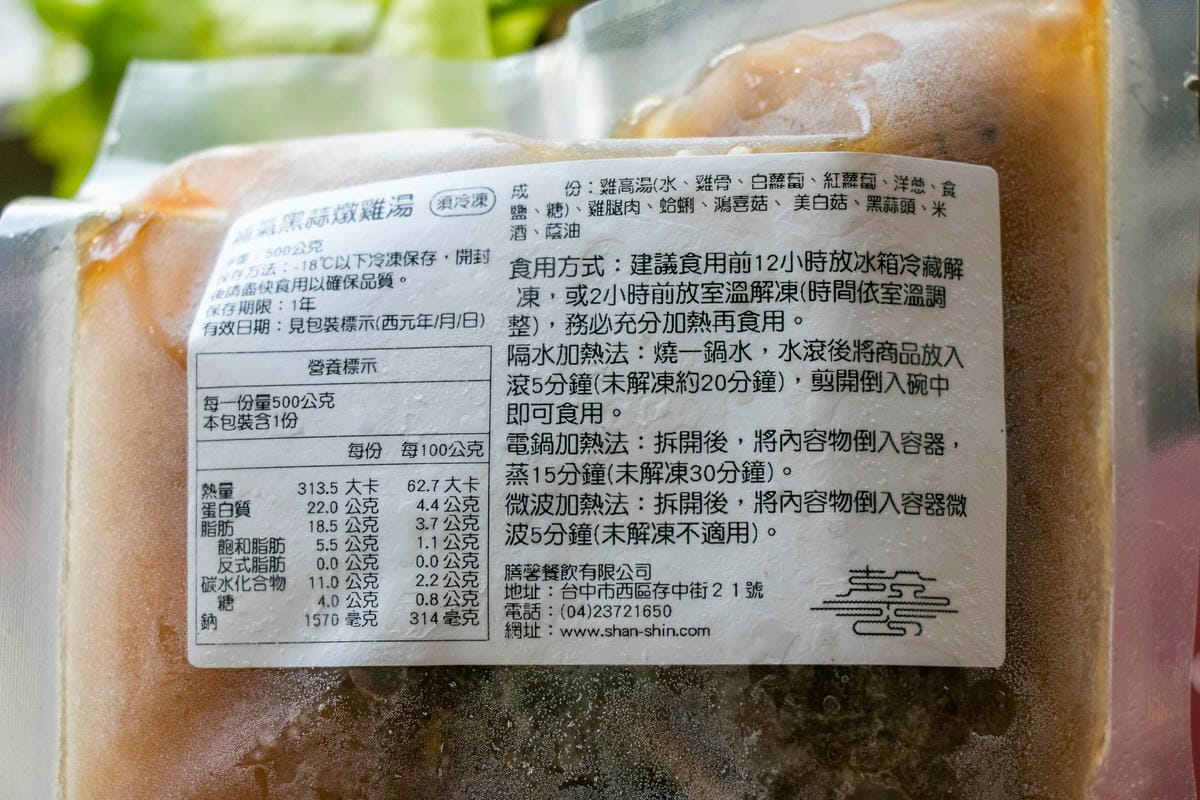 補氣黑蒜燉雞湯 須冷凍
淨重：500公克
保存方法：-18℃以下冷凍保存，開封
後請盡快食用以確保品質。
保存期限：1年
有效日期：見包裝標示(西元年/月/日)
營養標示
每一份量500公克
本包裝含1份
每份 每100公克
熱量 313.5 大卡 62.7 大卡
蛋白質 22.0 公克 4.4 公克
脂肪 18.5 公克 3.7 公克
飽和脂肪 5.5 公克 1.1 公克
反式脂肪 0.0 公克 0.0 公克
碳水化合物 11.0 公克 2.2 公克
糖 4.0 公克 0.8 公克
鈉 1570 毫克 314 毫克
成 份：雞高湯(水、雞骨、白蘿蔔、紅蘿蔔、洋蔥、食
鹽、糖)、雞腿肉、蛤蜊、鴻喜菇、美白菇、黑蒜頭、米
酒、蔭油
食用方式：建議食用前12小時放冰箱冷藏解
凍，或2小時前放室溫解凍(時間依室溫調
整)，務必充分加熱再食用。
隔水加熱法：燒一鍋水，水滾後將商品放入
滾5分鐘(未解凍約20分鐘)，剪開倒入碗中
即可食用。
電鍋加熱法：拆開後，將內容物倒入容器，
蒸15分鐘(未解凍30分鐘)。
微波加熱法：拆開後，將內容物倒入容器微
波5分鐘(未解凍不適用)。
膳馨餐飲有限公司
地址：台中市西區存中街２１號
電話：(04)23721650
網址：www.shan-shin.com